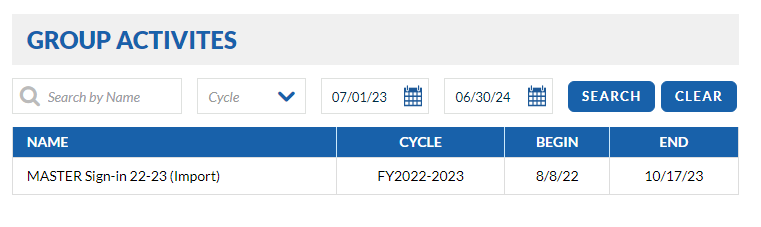 GROUP ACTIVITES
Search by Name Cycle 07/01/23 06/30/24 SEARCH CLEAR
NAME CYCLE BEGIN END
MASTER Sign-in 22-23 (Import) FY2022-2023 8/8/22 10/17/23